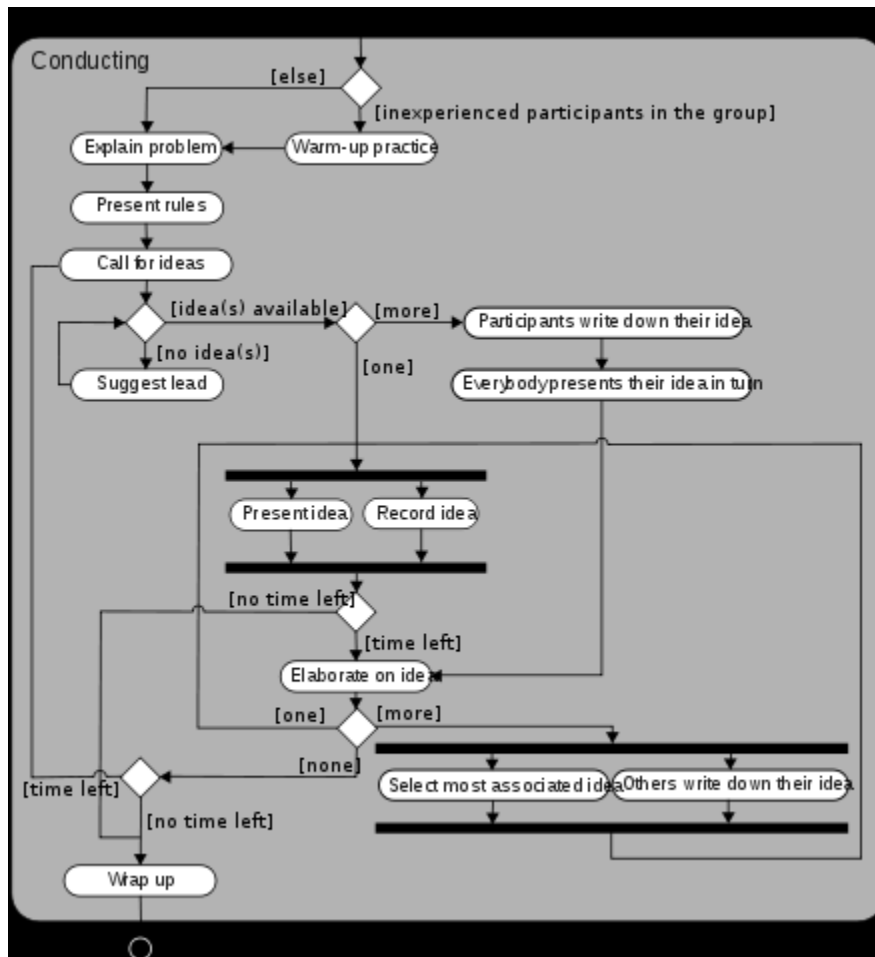 Conducting
[else]
[inexperienced participants in the group]
Explain problem
Warm-up practice
Present rules
Call for ideas
[idea(s) available]
[more]
Participants write down their idea
[no idea(s)]
[one]
Suggest lead
Everybody presents their idea in turn
Present idea
Record idea
[no time left]
[time left]
Elaborate on idea
[one]
[more]
[none]
Select most associated idea
Others write down their idea
[time left]
[no time left]
Wrap up